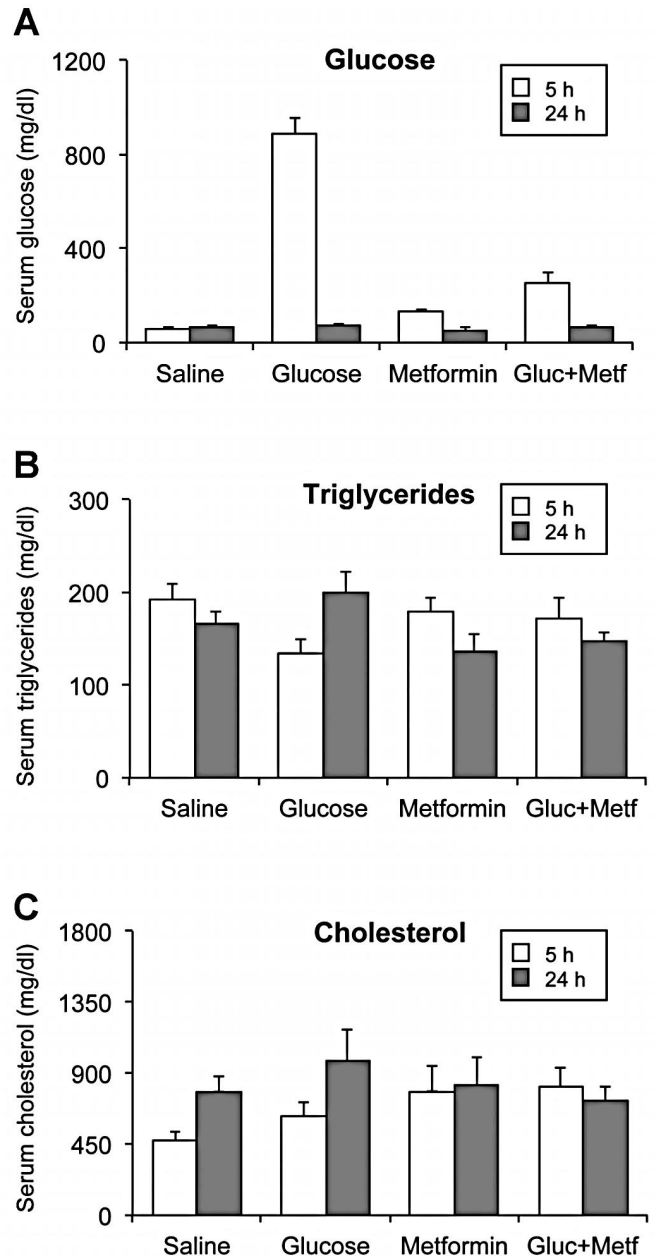 A
Glucose
1200
800
400
0
Serum glucose (mg/dl)
5 h
24 h
Saline Glucose Metformin Gluc+Metf
B
Triglycerides
300
200
100
0
Serum triglycerides (mg/dl)
5 h
24 h
Saline Glucose Metformin Gluc+Metf
C
Cholesterol
1800
1350
900
450
0
Serum cholesterol (mg/dl)
5 h
24 h
Saline Glucose Metformin Gluc+Metf